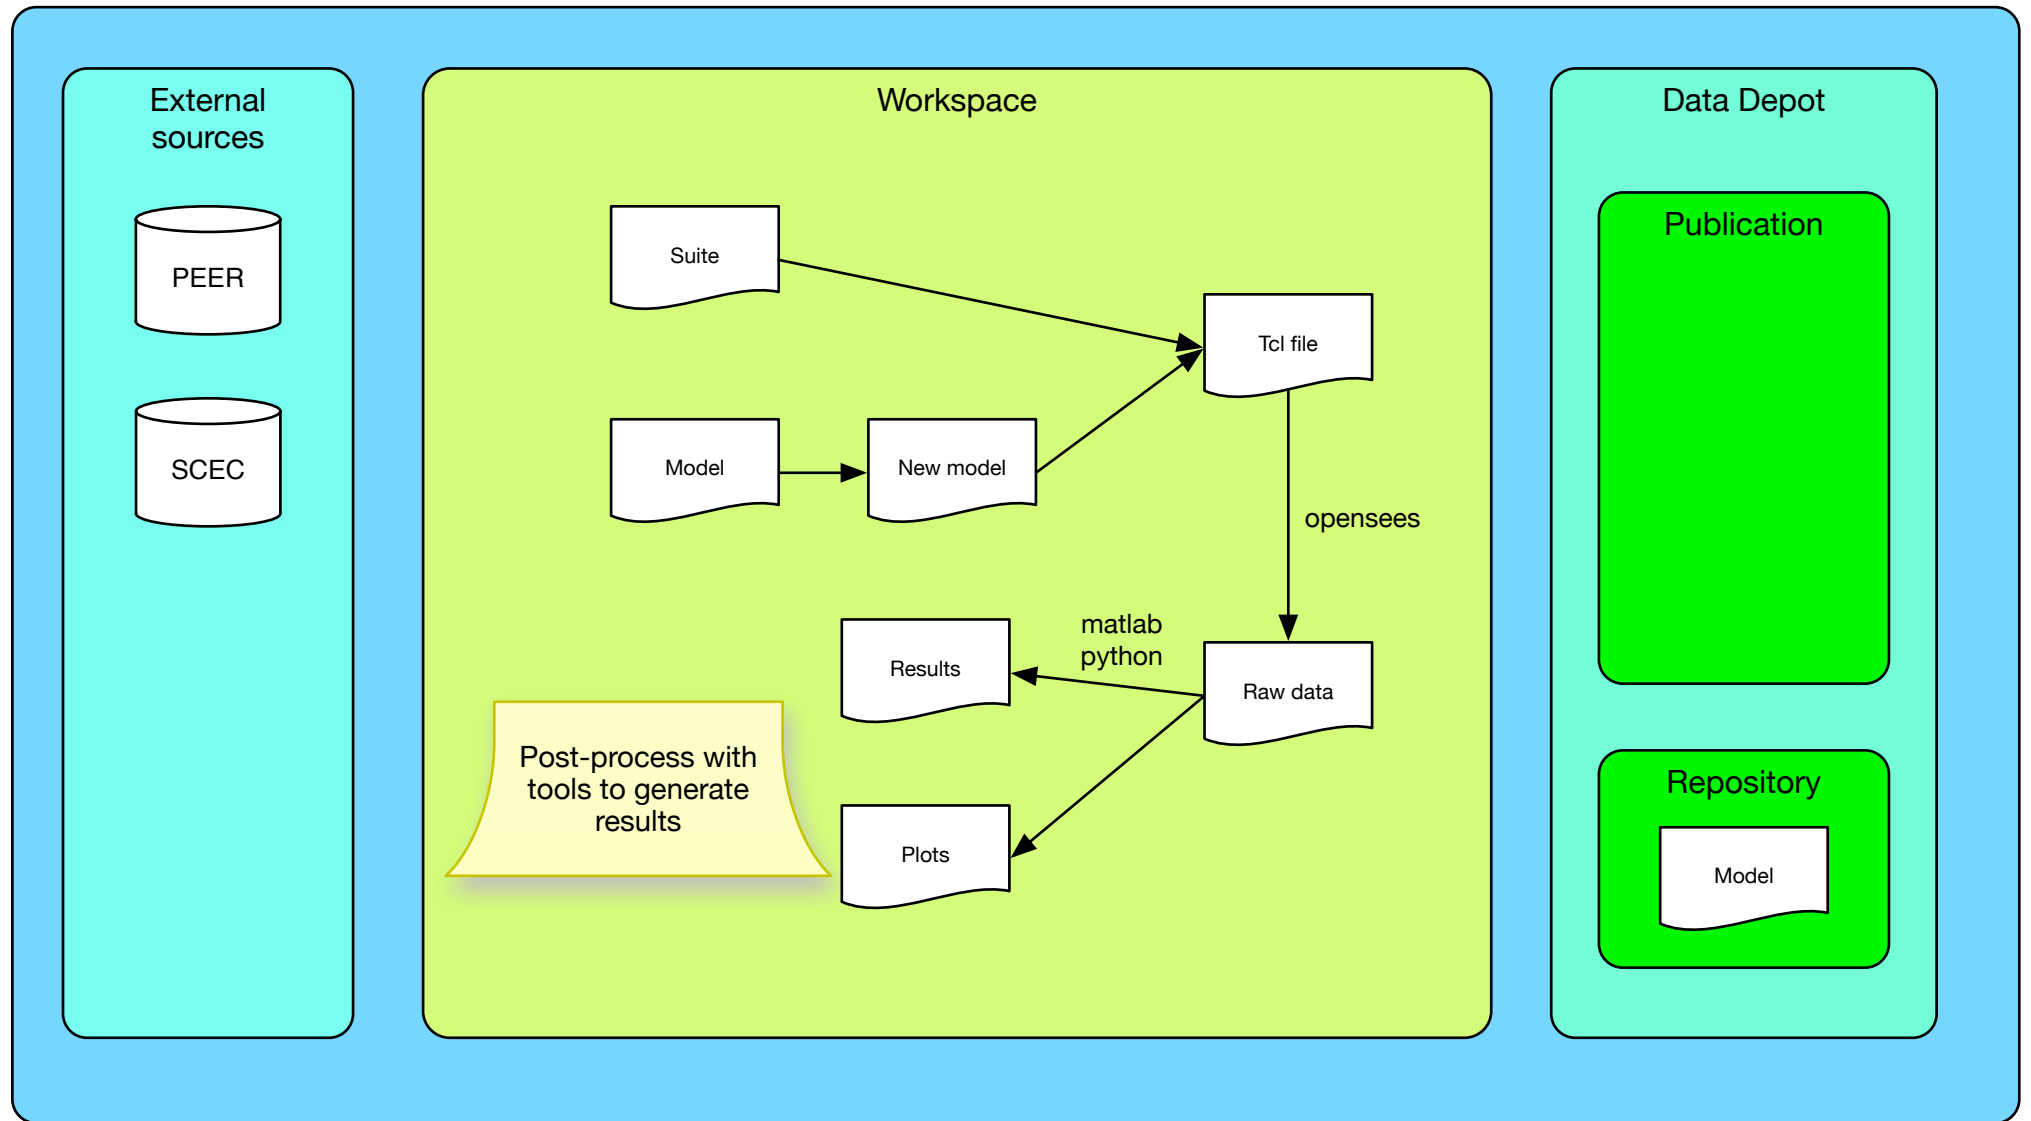 External
sources
PEER
SCEC
Workspace
Suite
Tcl file
Model
New model
opensees
matlab
python
Results
Raw data
Post-process with
tools to generate
results
Plots
Data Depot
Publication
Repository
Model